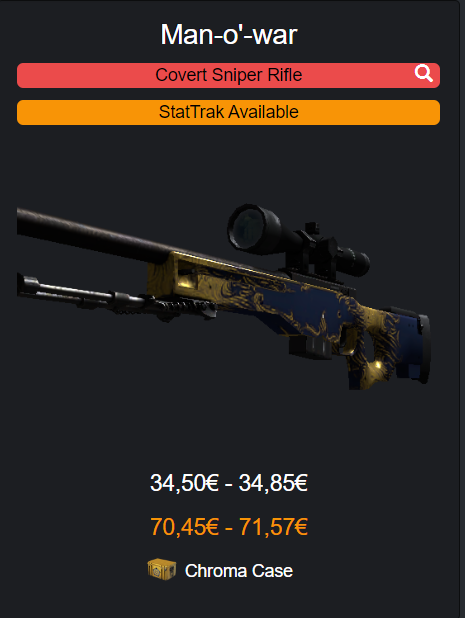 Man-o'-war
Covert Sniper Rifle
StatTrak Available
34,50€ - 34,85€
70,45€ - 71,57€
Chroma Case